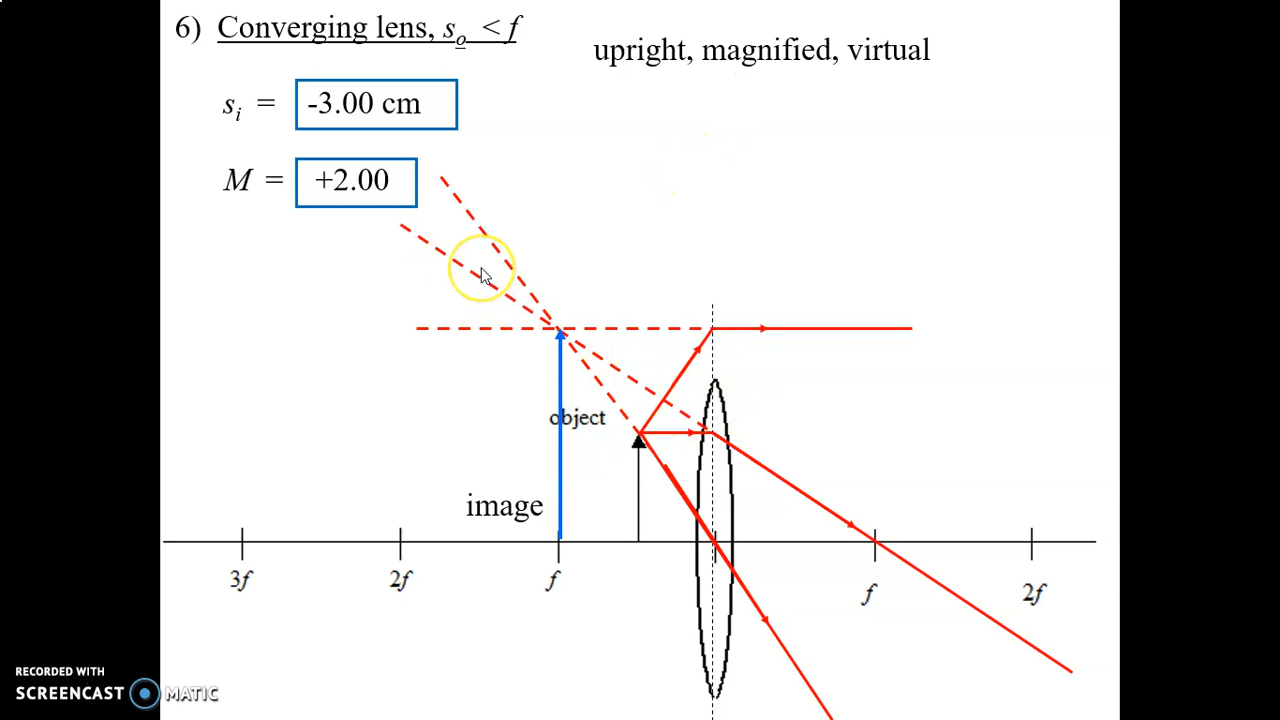 6) Converging lens, so < f
upright, magnified, virtual
si = -3.00 cm
M = +2.00
object
image
3f 2f f f 2f
RECORDED WITH
SCREENCAST MATIC